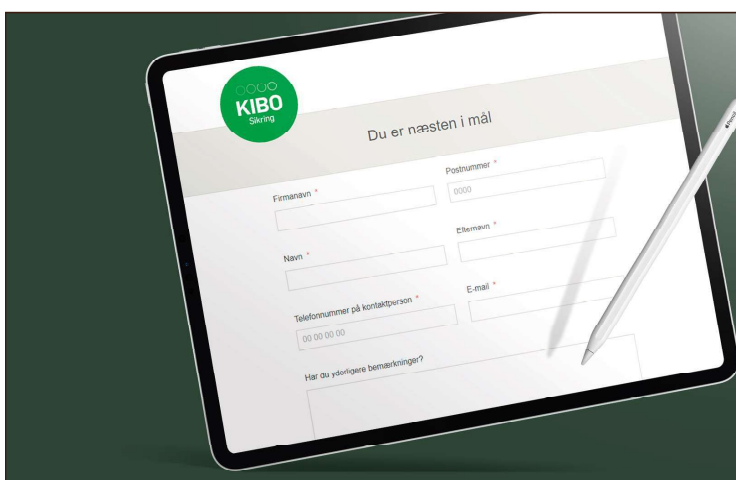 KIBO
Sikring
Du er næsten i mål
Firmanavn *
Postnummer *
0000
Navn *
Efternavn *
Telefonnummer på kontaktperson *
00 00 00 00
E-mail *
Har du yderligere bemærkninger?
Pencil